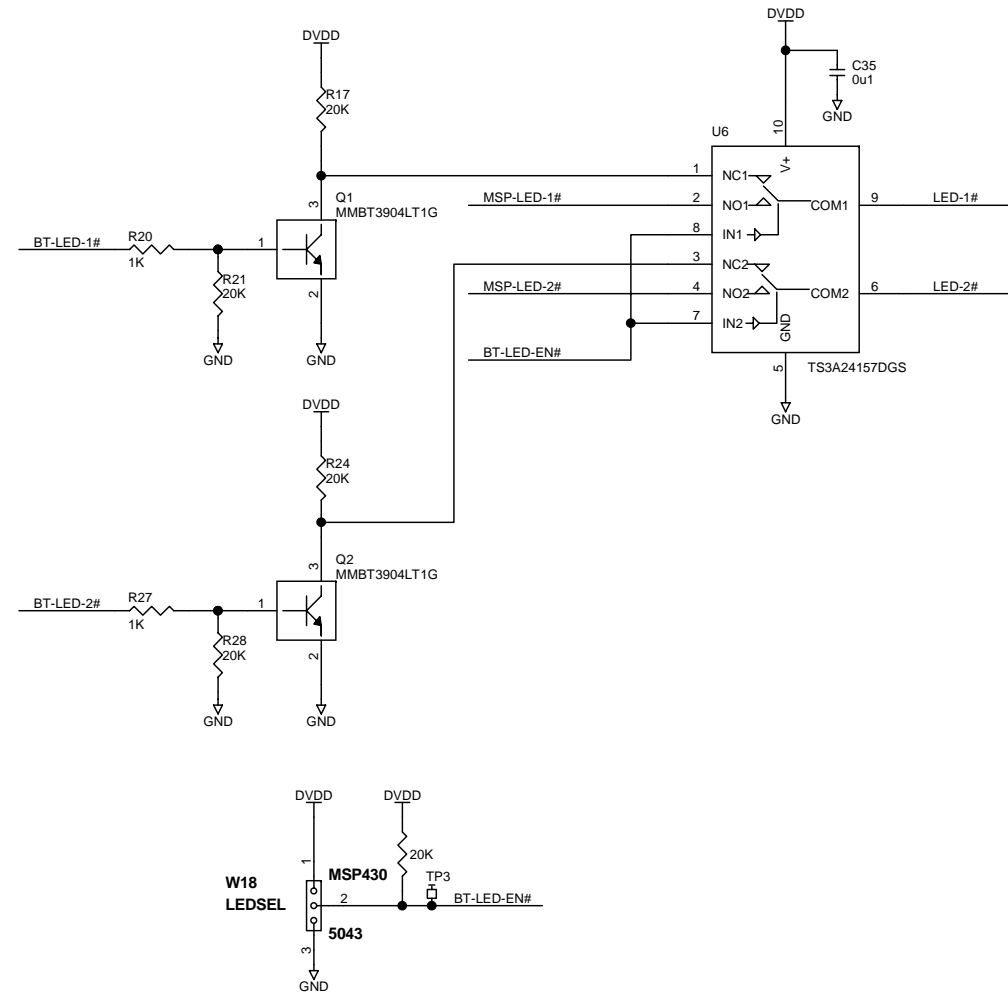 DVDD
R17
20K
Q1
MMBT3904LT1G
3
1
2
BT-LED-1#
R20
1K
R21
20K
GND
GND
DVDD
C35
0u1
GND
U6
10
V+
1
NC1
MSP-LED-1#
2
NO1
COM1
9
LED-1#
8
IN1
3
NC2
MSP-LED-2#
4
NO2
COM2
6
LED-2#
7
IN2
GND
BT-LED-EN#
5
TS3A24157DGS
GND
DVDD
R24
20K
Q2
MMBT3904LT1G
3
1
2
BT-LED-2#
R27
1K
R28
20K
GND
GND
DVDD
DVDD
20K
1
MSP430
TP3
W18
LEDSEL
2
BT-LED-EN#
5043
3
GND